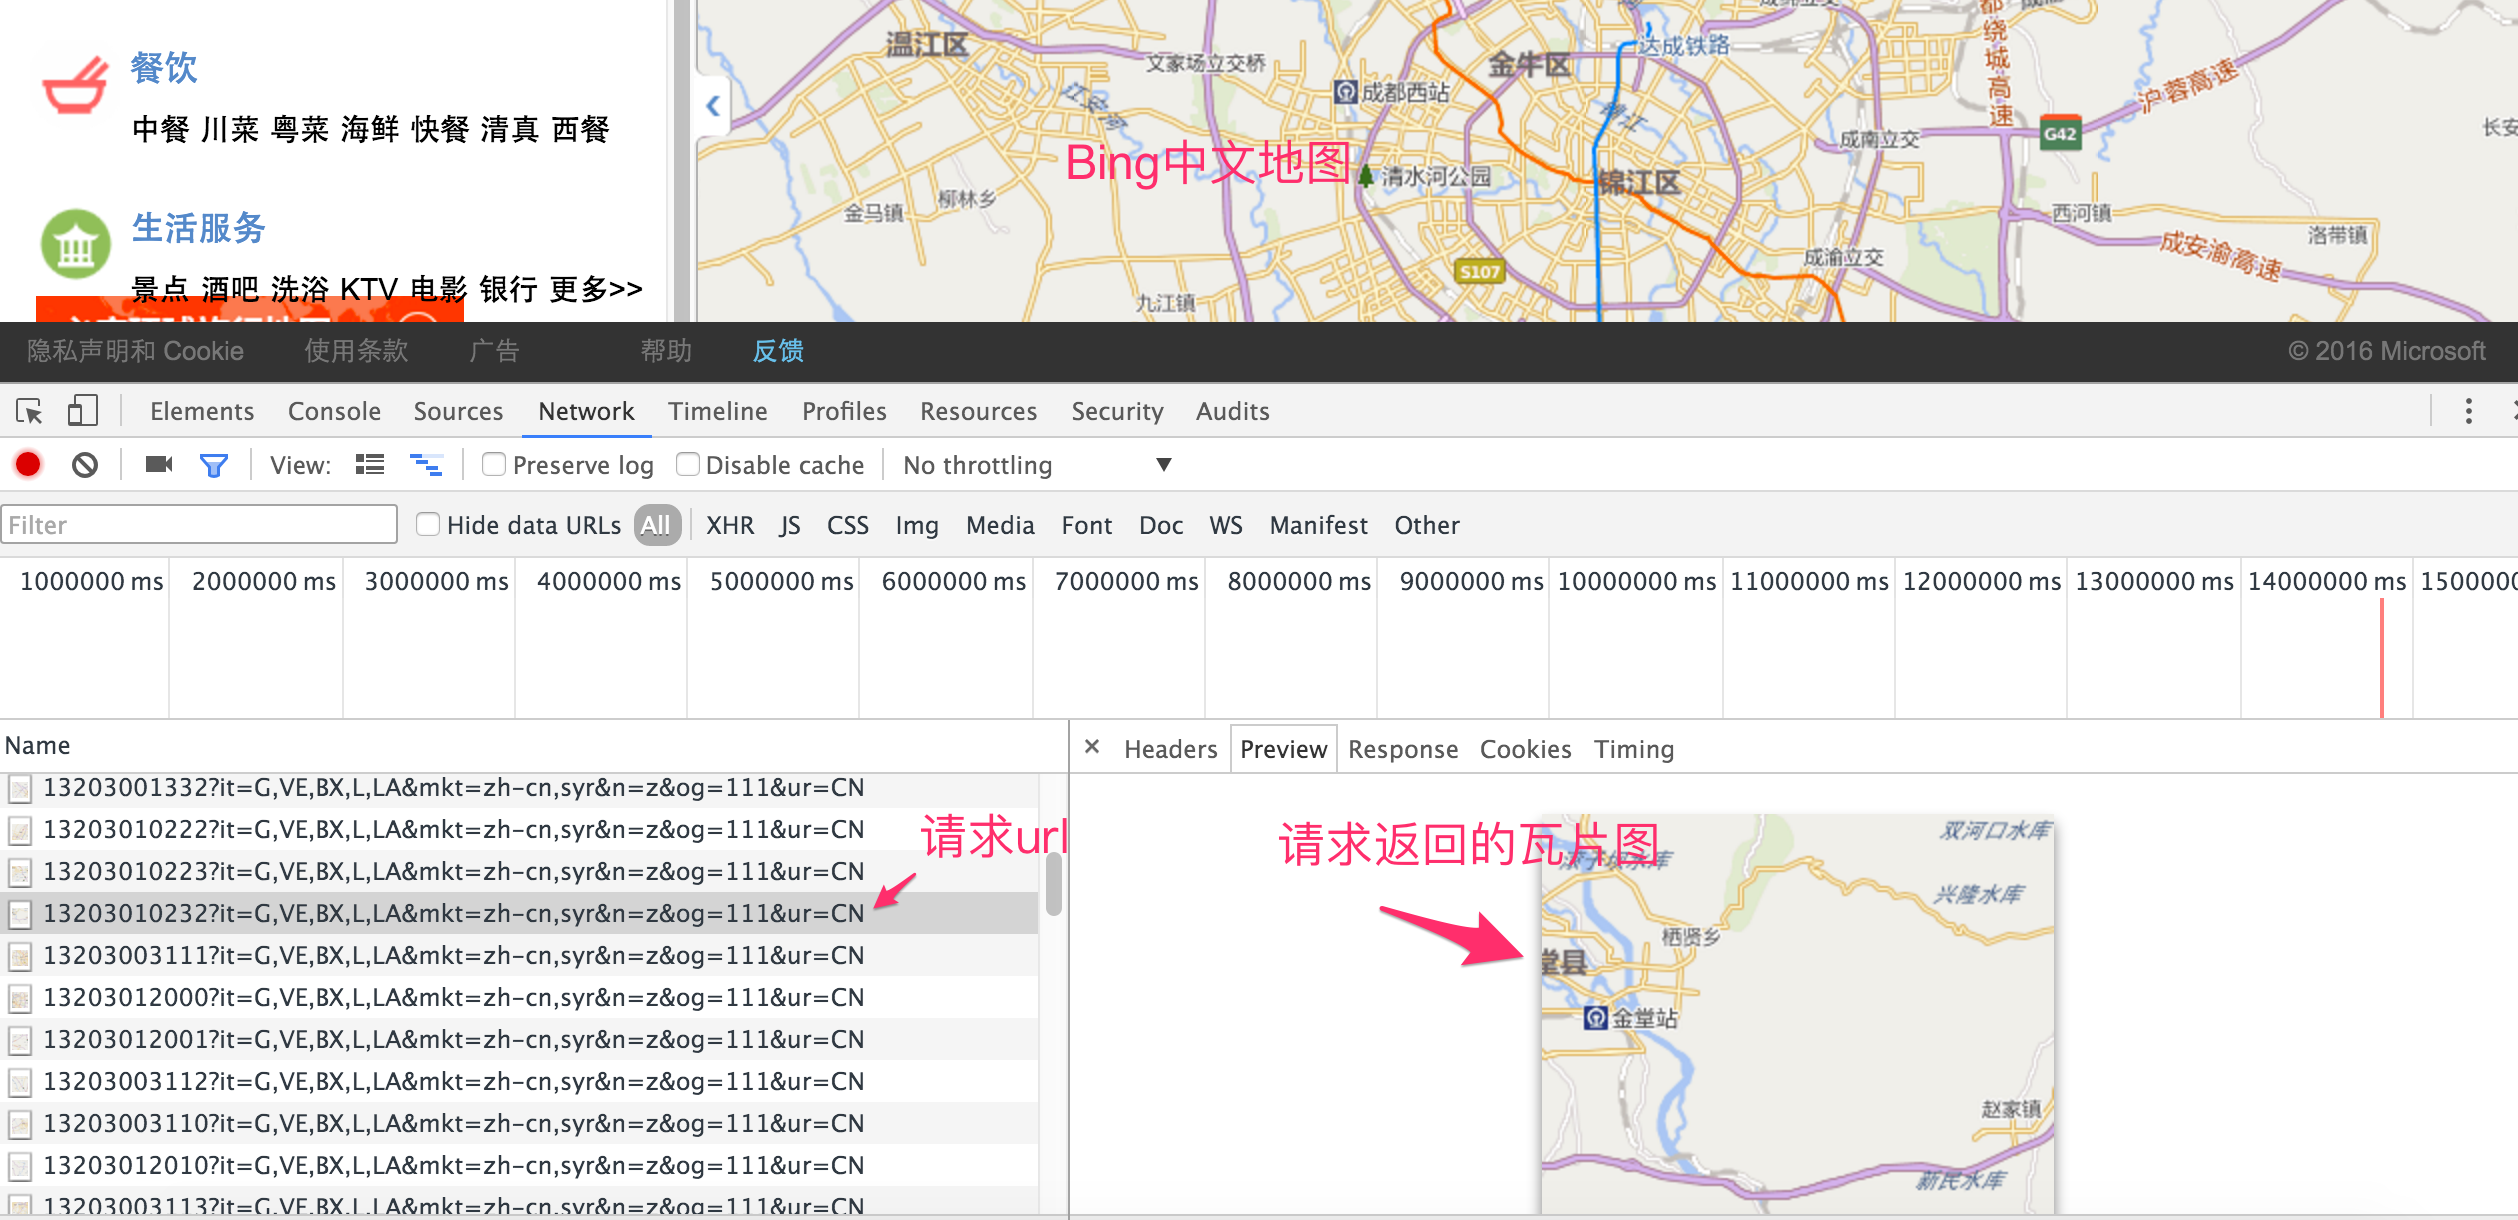 餐饮
中餐 川菜 粤菜 海鲜 快餐 清真 西餐
生活服务
景点 酒吧 洗浴 KTV 电影 银行 更多>>
温江区
文家场立交桥
江安河
金牛区
达成铁路
成都西站
锦江
都绕城高速
沪蓉高速
成南立交
G42
长安
Bing中文地图
清水河公园
锦江区
金马镇
柳林乡
西河镇
洛带镇
成安渝高速
成渝立交
S107
九江镇
隐私声明和 Cookie 使用条款 广告 帮助 反馈 © 2016 Microsoft
Elements Console Sources Network Timeline Profiles Resources Security Audits
View: Preserve log Disable cache No throttling
Filter Hide data URLs All XHR JS CSS Img Media Font Doc WS Manifest Other
1000000 ms 2000000 ms 3000000 ms 4000000 ms 5000000 ms 6000000 ms 7000000 ms 8000000 ms 9000000 ms 10000000 ms 11000000 ms 12000000 ms 13000000 ms 14000000 ms 1500000
Name
13203001332?it=G,VE,BX,L,LA&mkt=zh-cn,syr&n=z&og=111&ur=CN
13203010222?it=G,VE,BX,L,LA&mkt=zh-cn,syr&n=z&og=111&ur=CN
13203010223?it=G,VE,BX,L,LA&mkt=zh-cn,syr&n=z&og=111&ur=CN
13203010232?it=G,VE,BX,L,LA&mkt=zh-cn,syr&n=z&og=111&ur=CN
13203003111?it=G,VE,BX,L,LA&mkt=zh-cn,syr&n=z&og=111&ur=CN
13203012000?it=G,VE,BX,L,LA&mkt=zh-cn,syr&n=z&og=111&ur=CN
13203012001?it=G,VE,BX,L,LA&mkt=zh-cn,syr&n=z&og=111&ur=CN
13203003112?it=G,VE,BX,L,LA&mkt=zh-cn,syr&n=z&og=111&ur=CN
13203003110?it=G,VE,BX,L,LA&mkt=zh-cn,syr&n=z&og=111&ur=CN
13203012010?it=G,VE,BX,L,LA&mkt=zh-cn,syr&n=z&og=111&ur=CN
13203003113?it=G,VE,BX,L,LA&mkt=zh-cn,syr&n=z&og=111&ur=CN
请求url
Headers Preview Response Cookies Timing
请求返回的瓦片图
双河口水库
兴隆水库
栖贤乡
堂县
金堂站
赵家镇
新民水库